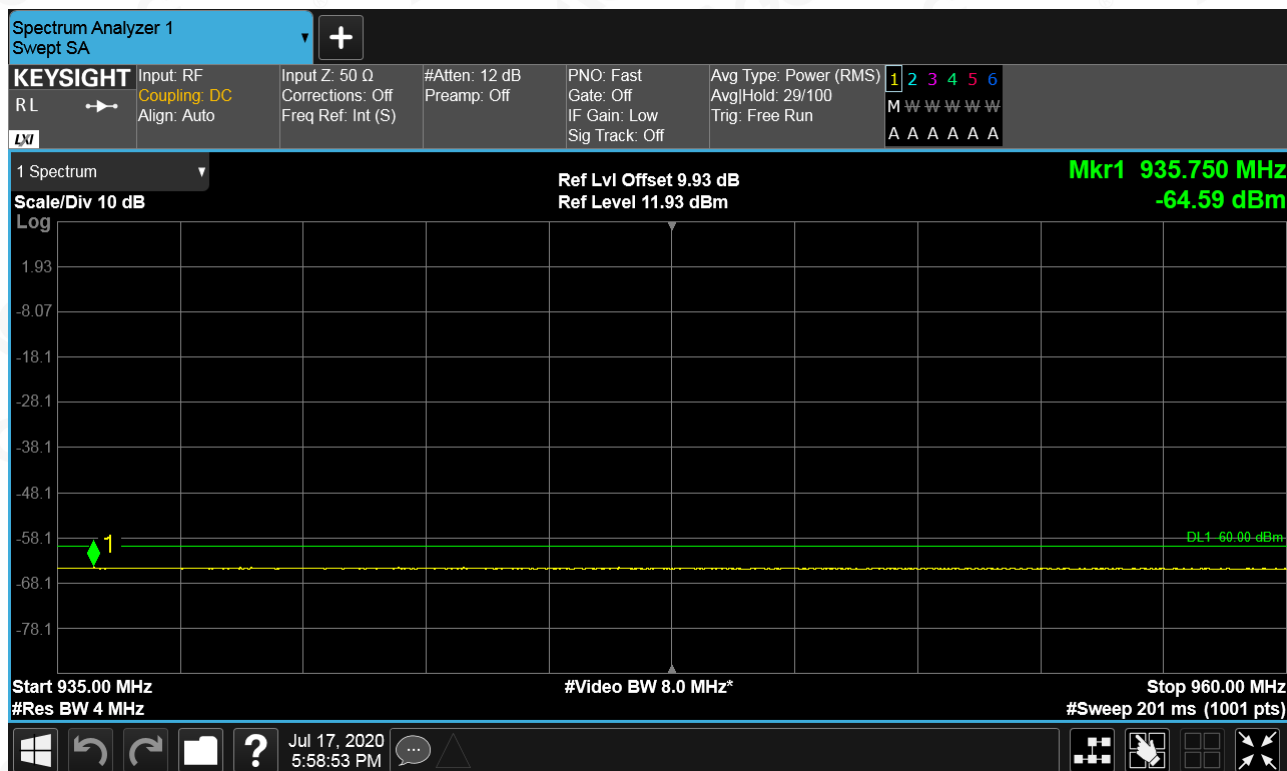 Spectrum Analyzer 1
Swept SA
+
KEYSIGHT
R L
LXI
Input: RF
Coupling: DC
Align: Auto
Input Z: 50 Ω
Corrections: Off
Freq Ref: Int (S)
#Atten: 12 dB
Preamp: Off
PNO: Fast
Gate: Off
IF Gain: Low
Sig Track: Off
Avg Type: Power (RMS)
Avg|Hold: 29/100
Trig: Free Run
1 2 3 4 5 6
M W W W W W
A A A A A A
1 Spectrum
Scale/Div 10 dB
Log
Ref Lvl Offset 9.93 dB
Ref Level 11.93 dBm
Mkr1 935.750 MHz
-64.59 dBm
1.93
-8.07
-18.1
-28.1
-38.1
-48.1
-58.1
-68.1
-78.1
1
DL1 -60.00 dBm
Start 935.00 MHz
#Res BW 4 MHz
#Video BW 8.0 MHz*
Stop 960.00 MHz
#Sweep 201 ms (1001 pts)
?
Jul 17, 2020
5:58:53 PM